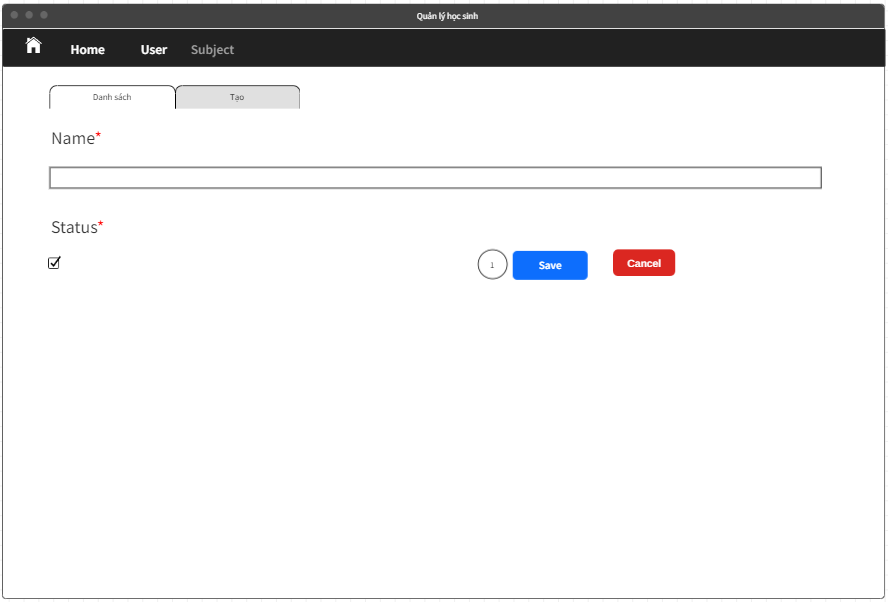 Quản lý học sinh
Home User Subject
Danh sách Tạo
Name*
Status*
1 Save Cancel